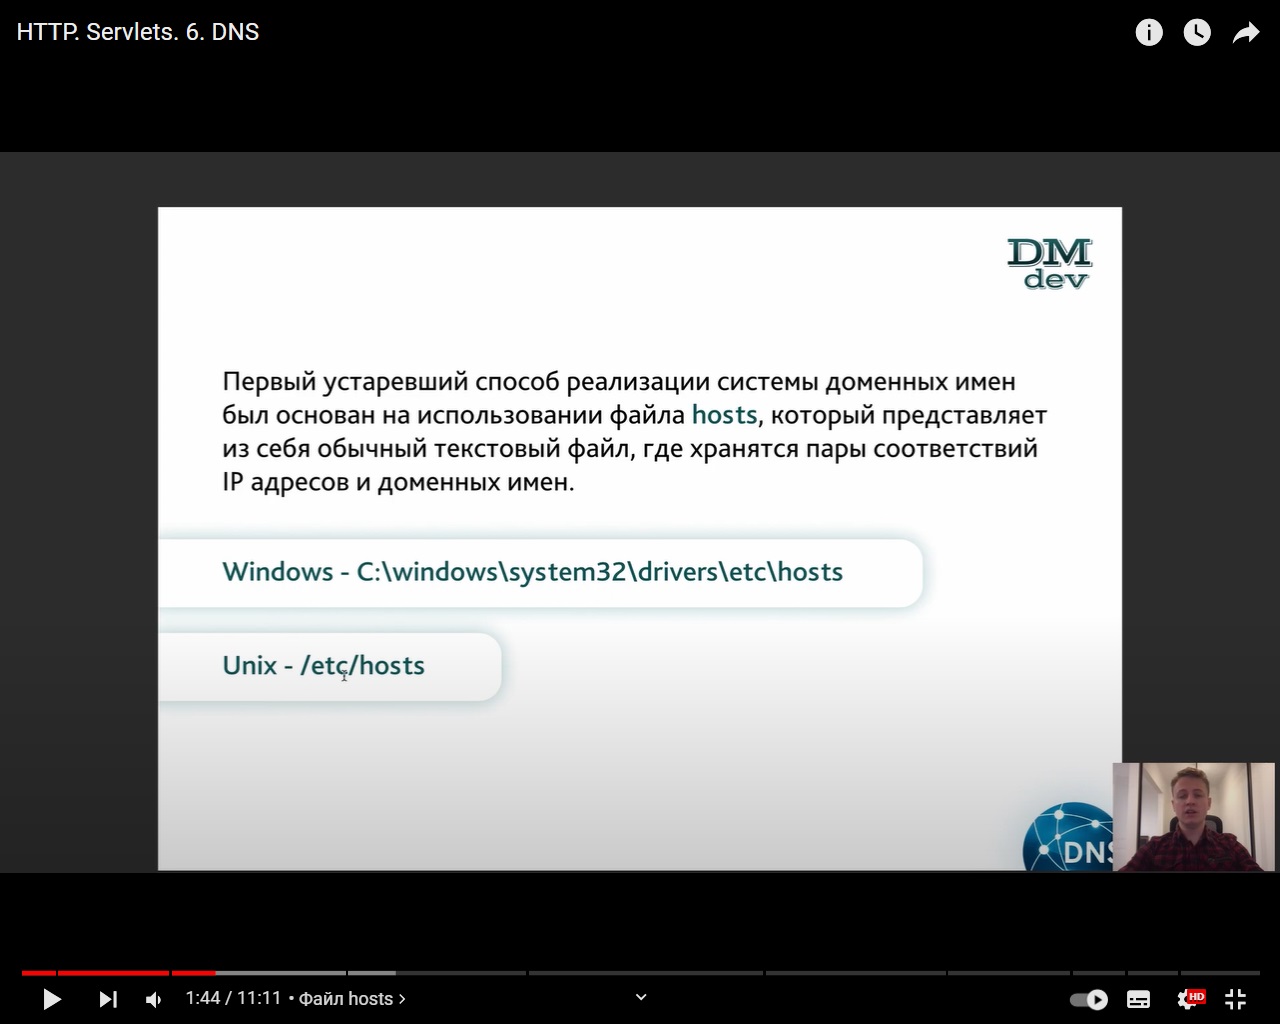 HTTP. Servlets. 6. DNS
DM
dev
Первый устаревший способ реализации системы доменных имен
был основан на использовании файла hosts, который представляет
из себя обычный текстовый файл, где хранятся пары соответствий
IP адресов и доменных имен.
Windows - C:\windows\system32\drivers\etc\hosts
Unix - /etc/hosts
DNS
1:44 / 11:11 • Файл hosts ›
HD